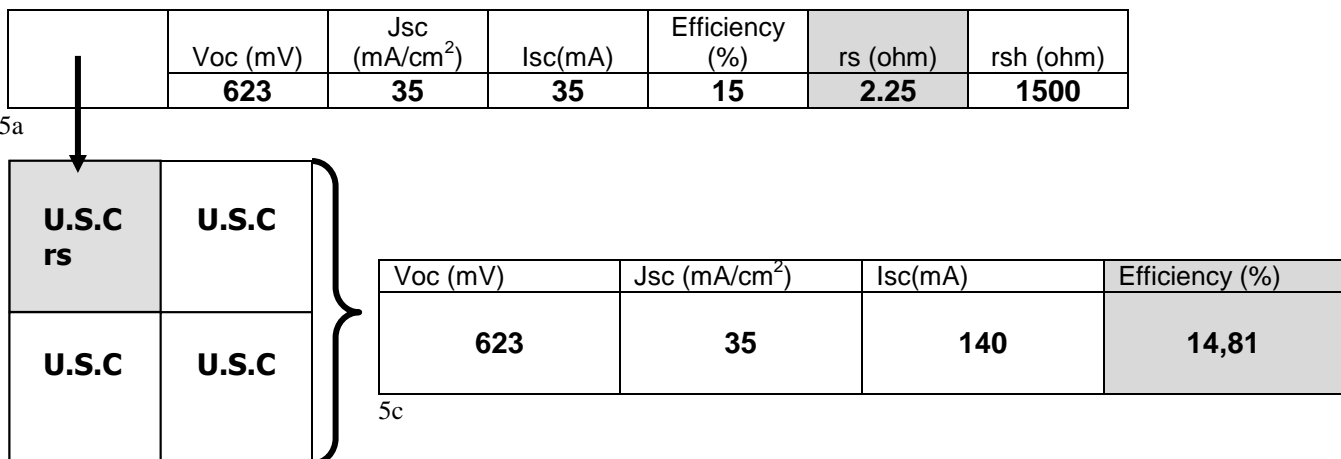 Voc (mV) Jsc (mA/cm²) Isc(mA) Efficiency (%) rs (ohm) rsh (ohm)
623 35 35 15 2.25 1500
5a
U.S.C rs U.S.C
Voc (mV) Jsc (mA/cm²) Isc(mA) Efficiency (%)
623 35 140 14,81
U.S.C U.S.C
5c